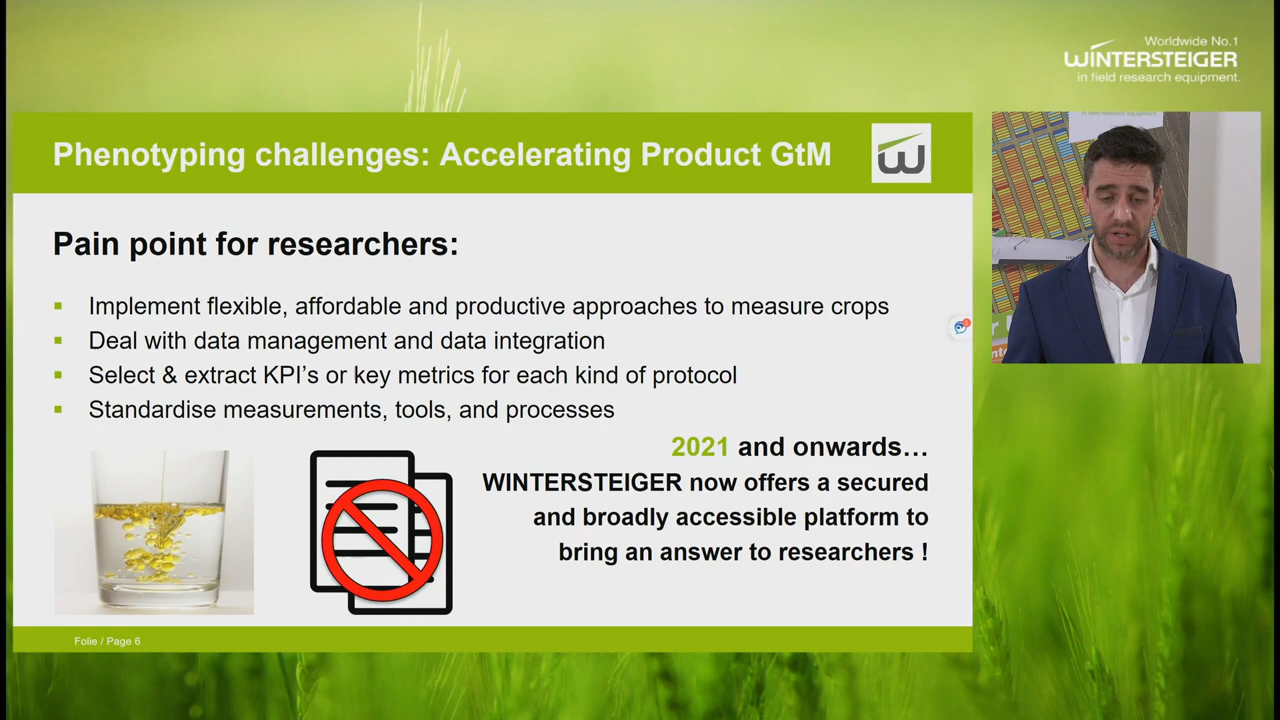 Worldwide No.1
WINTERSTEIGER
in field research equipment.
Phenotyping challenges: Accelerating Product GtM
Pain point for researchers:
Implement flexible, affordable and productive approaches to measure crops
Deal with data management and data integration
Select & extract KPI’s or key metrics for each kind of protocol
Standardise measurements, tools, and processes
2021 and onwards…
WINTERSTEIGER now offers a secured
and broadly accessible platform to
bring an answer to researchers !
Folie / Page 6